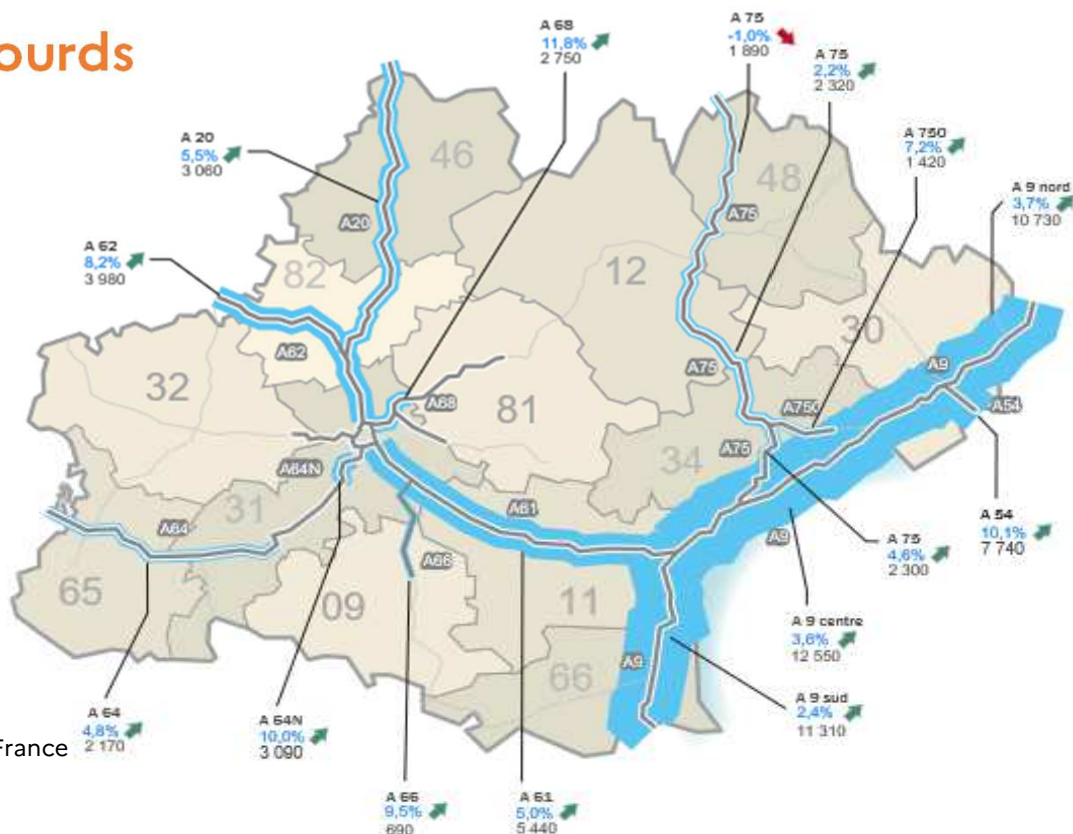 ourds
A 68
11,8%
2 750
A 75
-1,0%
1 890
A 75
2,2%
2 320
A 750
7,2%
1 420
A 20
5,5%
3 060
A 9 nord
3,7%
10 730
A 62
8,2%
3 980
46
48
A20
A75
82
12
30
A62
A75
A9
32
A68
81
A750
A54
A64N
34
A75
31
A61
A64
A9
A54
10,1%
7 740
A 75
4,6%
2 300
A66
65
09
11
A 9 centre
3,6%
12 550
A9
66
A 9 sud
2,4%
11 310
A 64
4,8%
2 170
A 64N
10,0%
3 090
France
A 66
9,5%
690
A 61
5,0%
5 440